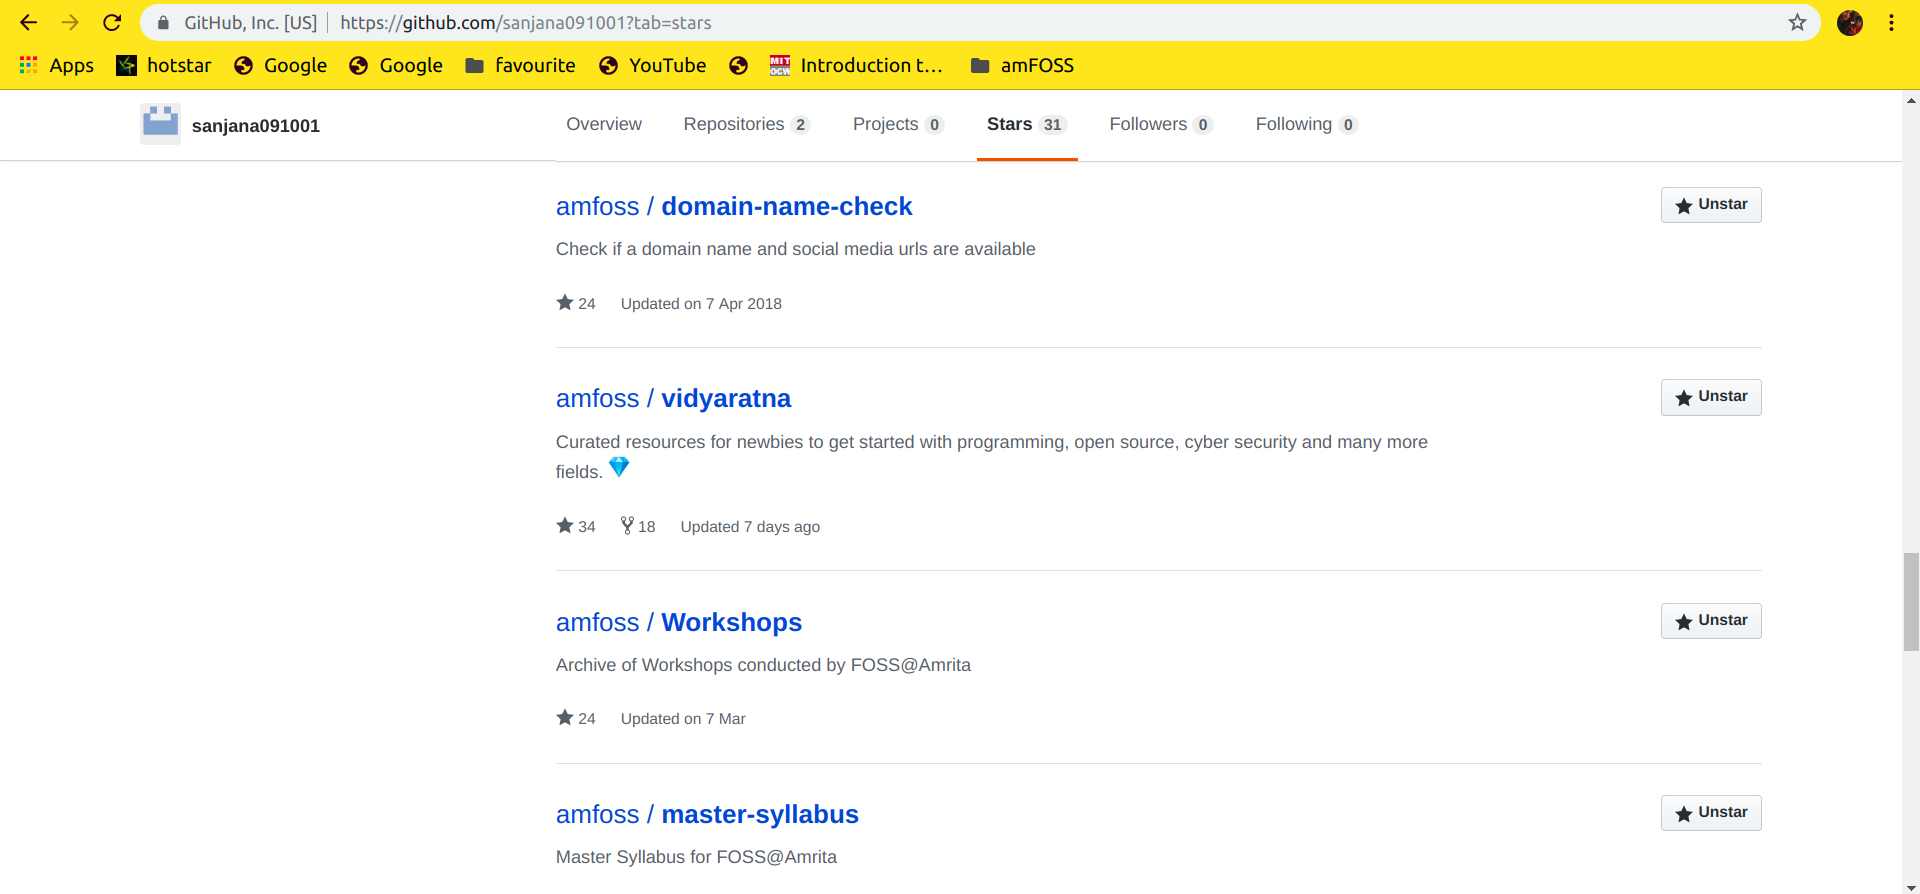 GitHub, Inc. [US] https://github.com/sanjana091001?tab=stars
Apps hotstar Google Google favourite YouTube MIT OCW Introduction t... amFOSS
sanjana091001 Overview Repositories 2 Projects 0 Stars 31 Followers 0 Following 0
amfoss / domain-name-check Unstar
Check if a domain name and social media urls are available
24 Updated on 7 Apr 2018
amfoss / vidyaratna Unstar
Curated resources for newbies to get started with programming, open source, cyber security and many more
fields.
34 18 Updated 7 days ago
amfoss / Workshops Unstar
Archive of Workshops conducted by FOSS@Amrita
24 Updated on 7 Mar
amfoss / master-syllabus Unstar
Master Syllabus for FOSS@Amrita